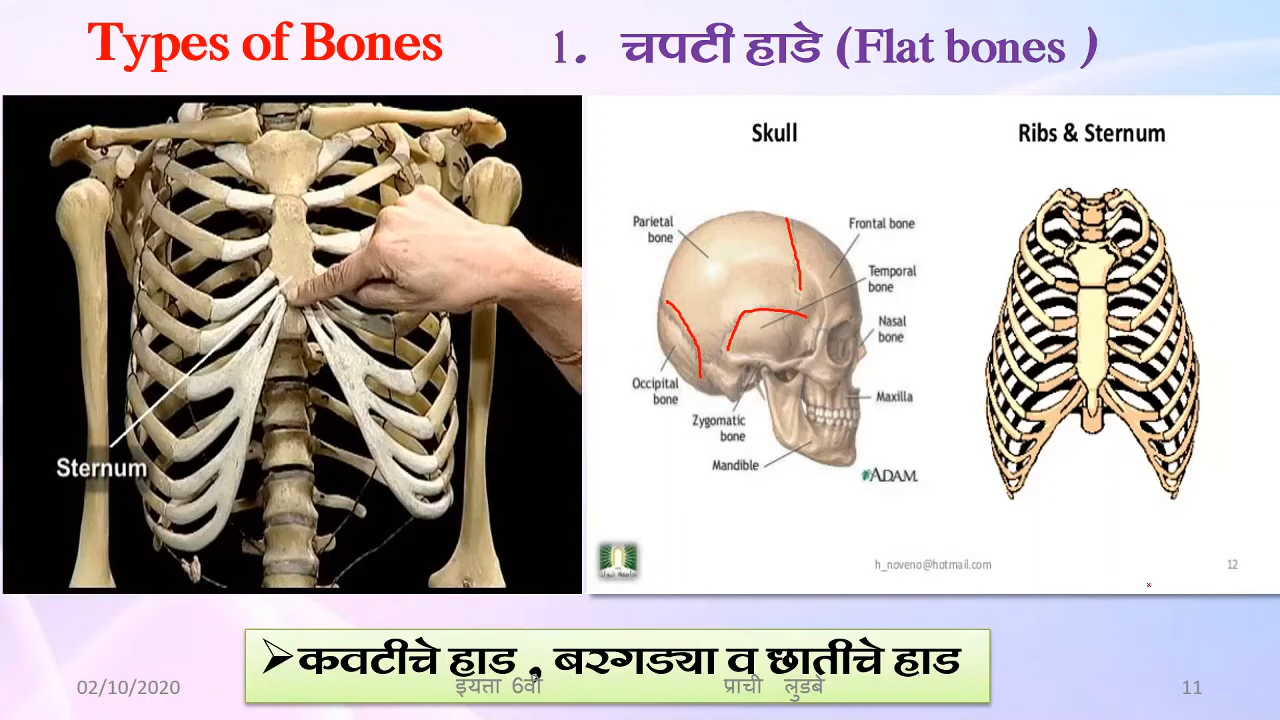 Types of Bones
1. चपटी हाडे (Flat bones )
Sternum
Skull
Ribs & Sternum
Parietal
bone
Frontal bone
Temporal
bone
Nasal
bone
Occipital
bone
Maxilla
Zygomatic
bone
Mandible
ADAM.
h_noveno@hotmail.com
12
➢कवटीचे हाड , बरगड्या व छातीचे हाड
02/10/2020
इयत्ता 6वी
प्राची लुडबे
11